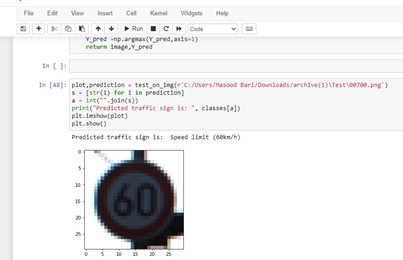 File Edit View Insert Cell Kernel Widgets Help
Run Code
Y_pred =np.argmax(Y_pred,axis=1)
return image,Y_pred
In [ ]:
In [48]: plot,prediction = test_on_img(r'C:/Users/Masood Bari/Downloads/archive(1)\Test\00700.png')
s = [str(i) for i in prediction]
a = int("".join(s))
print("Predicted traffic sign is: ", classes[a])
plt.imshow(plot)
plt.show()
Predicted traffic sign is:  Speed limit (60km/h)
0
5
10
15
20
25
60
0 5 10 15 20 25